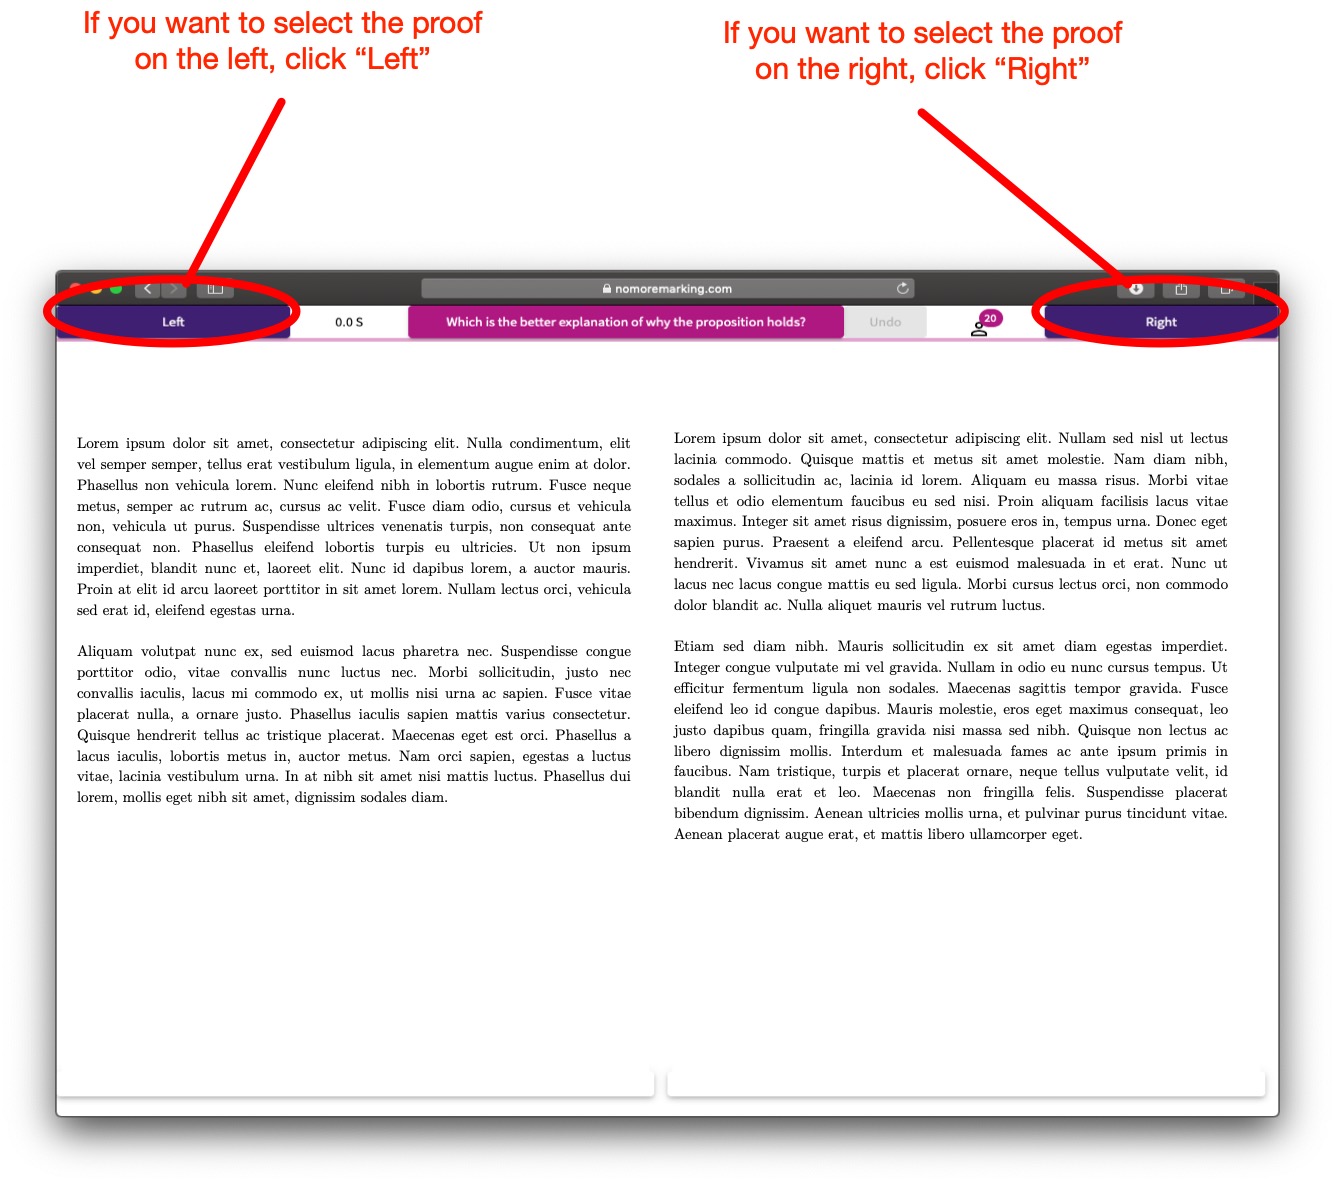 If you want to select the proof
on the left, click “Left”
If you want to select the proof
on the right, click “Right”
nomoremarking.com
Left
0.0 S
Which is the better explanation of why the proposition holds?
Undo
20
Right
Lorem ipsum dolor sit amet, consectetur adipiscing elit. Nulla condimentum, elit
vel semper semper, tellus erat vestibulum ligula, in elementum augue enim at dolor.
Phasellus non vehicula lorem. Nunc eleifend nibh in lobortis rutrum. Fusce neque
metus, semper ac rutrum ac, cursus ac velit. Fusce diam odio, cursus et vehicula
non, vehicula ut purus. Suspendisse ultrices venenatis turpis, non consequat ante
consequat non. Phasellus eleifend lobortis turpis eu ultricies. Ut non ipsum
imperdiet, blandit nunc et, laoreet elit. Nunc id dapibus lorem, a auctor mauris.
Proin at elit id arcu laoreet porttitor in sit amet lorem. Nullam lectus orci, vehicula
sed erat id, eleifend egestas urna.
Aliquam volutpat nunc ex, sed euismod lacus pharetra nec. Suspendisse congue
porttitor odio, vitae convallis nunc luctus nec. Morbi sollicitudin, justo nec
convallis iaculis, lacus mi commodo ex, ut mollis nisi urna ac sapien. Fusce vitae
placerat nulla, a ornare justo. Phasellus iaculis sapien mattis varius consectetur.
Quisque hendrerit tellus ac tristique placerat. Maecenas eget est orci. Phasellus a
lacus iaculis, lobortis metus in, auctor metus. Nam orci sapien, egestas a luctus
vitae, lacinia vestibulum urna. In at nibh sit amet nisi mattis luctus. Phasellus dui
lorem, mollis eget nibh sit amet, dignissim sodales diam.
Lorem ipsum dolor sit amet, consectetur adipiscing elit. Nullam sed nisl ut lectus
lacinia commodo. Quisque mattis et metus sit amet molestie. Nam diam nibh,
sodales a sollicitudin ac, lacinia id lorem. Aliquam eu massa risus. Morbi vitae
tellus et odio elementum faucibus eu sed nisi. Proin aliquam facilisis lacus vitae
maximus. Integer sit amet risus dignissim, posuere eros in, tempus urna. Donec eget
sapien purus. Praesent a eleifend arcu. Pellentesque placerat id metus sit amet
hendrerit. Vivamus sit amet nunc a est euismod malesuada in et erat. Nunc ut
lacus nec lacus congue mattis eu sed ligula. Morbi cursus lectus orci, non commodo
dolor blandit ac. Nulla aliquet mauris vel rutrum luctus.
Etiam sed diam nibh. Mauris sollicitudin ex sit amet diam egestas imperdiet.
Integer congue vulputate mi vel gravida. Nullam in odio eu nunc cursus tempus. Ut
efficitur fermentum ligula non sodales. Maecenas sagittis tempor gravida. Fusce
eleifend leo id congue dapibus. Mauris molestie, eros eget maximus consequat, leo
justo dapibus quam, fringilla gravida nisi massa sed nibh. Quisque non lectus ac
libero dignissim mollis. Interdum et malesuada fames ac ante ipsum primis in
faucibus. Nam tristique, turpis et placerat ornare, neque tellus vulputate velit, id
blandit nulla erat et leo. Maecenas non fringilla felis. Suspendisse placerat
bibendum dignissim. Aenean ultricies mollis urna, et pulvinar purus tincidunt vitae.
Aenean placerat augue erat, et mattis libero ullamcorper eget.